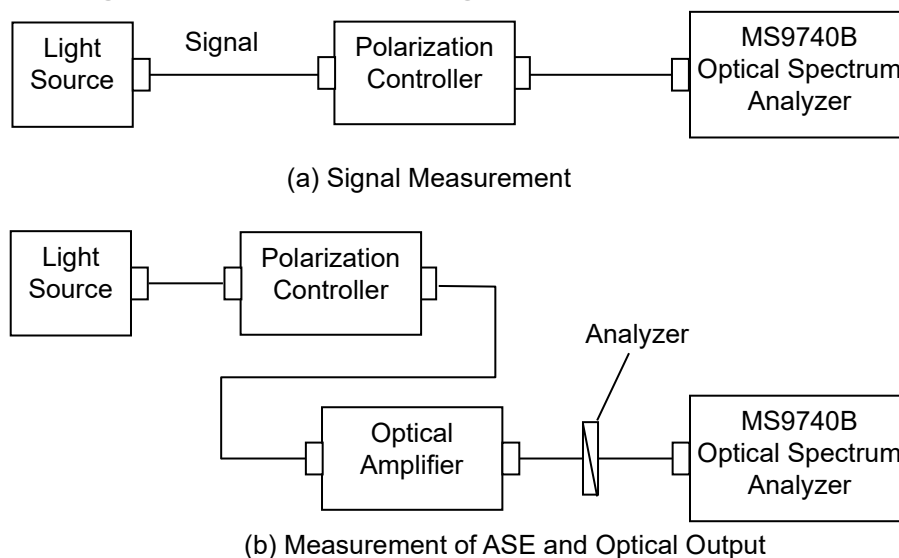 Light
Source
Signal
Polarization
Controller
MS9740B
Optical Spectrum
Analyzer
(a) Signal Measurement
Light
Source
Polarization
Controller
Analyzer
Optical
Amplifier
MS9740B
Optical Spectrum
Analyzer
(b) Measurement of ASE and Optical Output